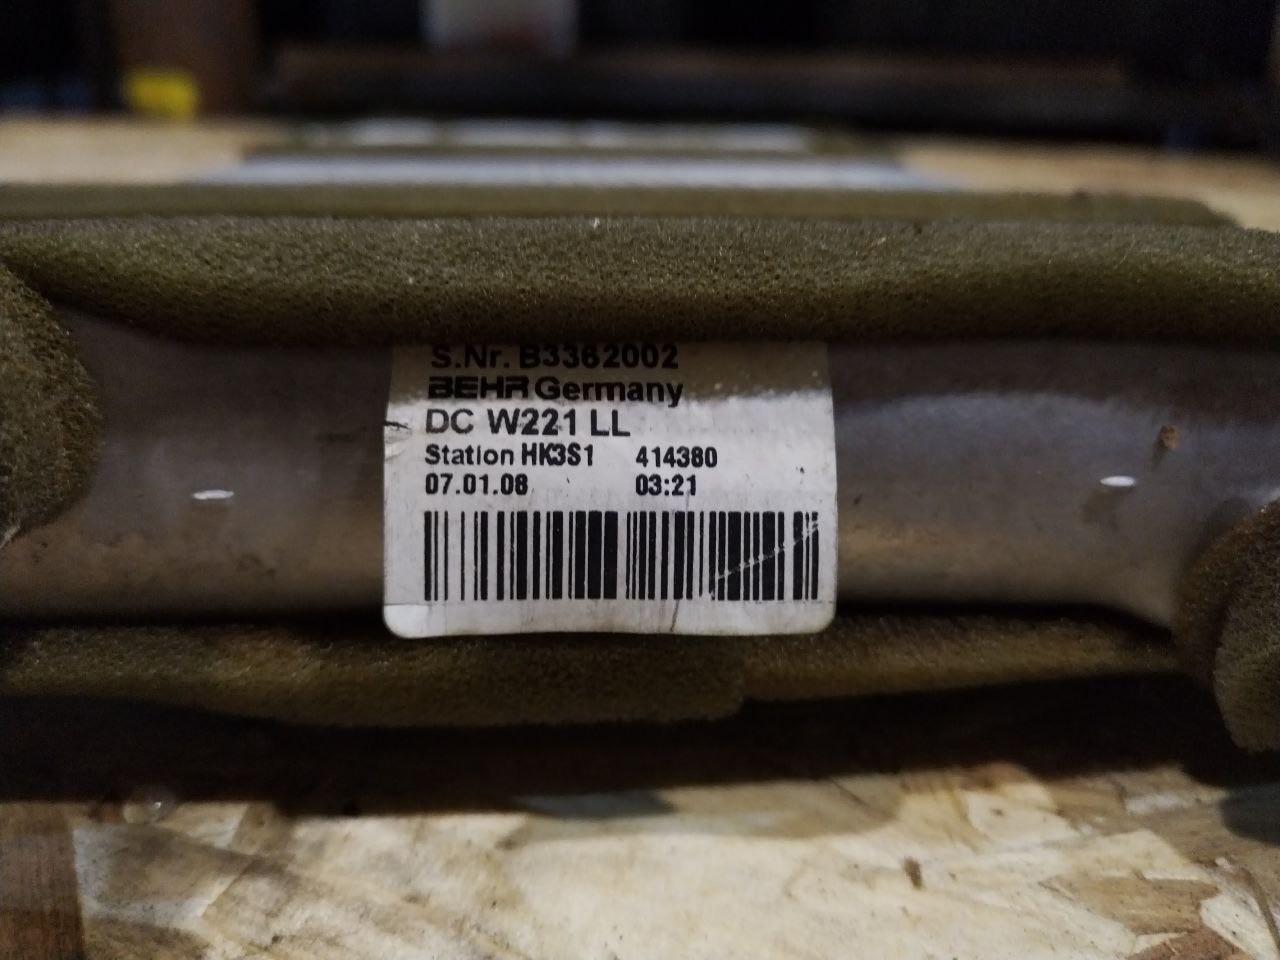 S.Nr. B3362002
BEHR Germany
DC W221 LL
Station HK3S1 414380
07.01.08 03:21